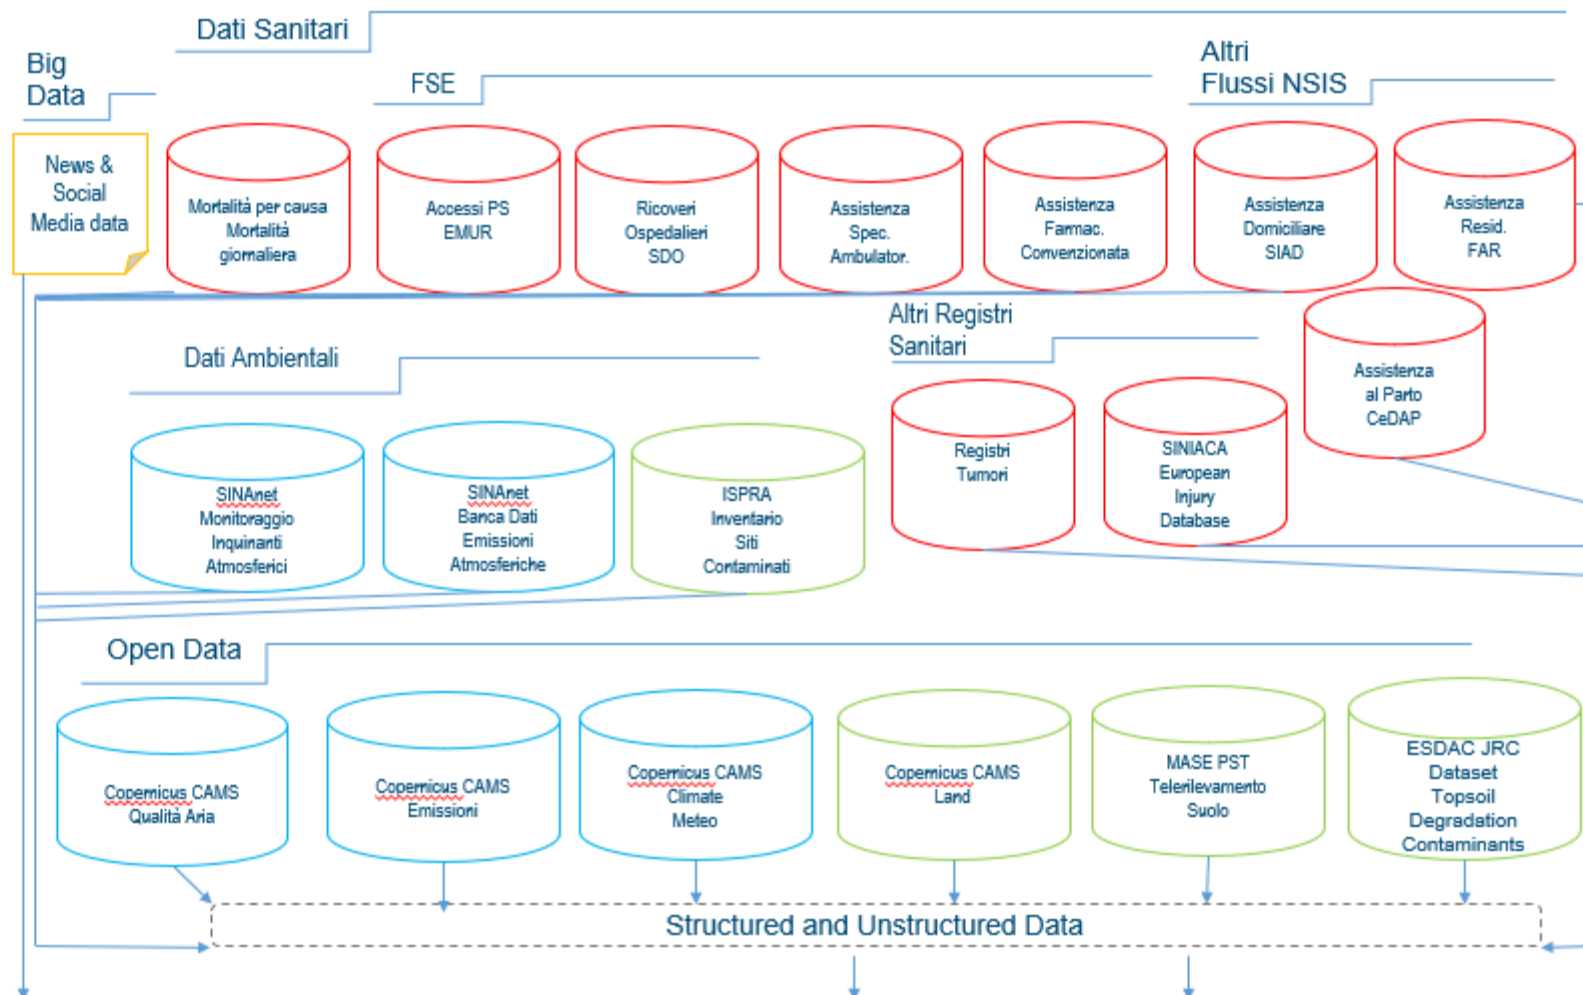 Dati Sanitari
Big
Data
FSE
Altri
Flussi NSIS
News &
Social
Media data
Mortalità per causa
Mortalità
giornaliera
Accessi PS
EMUR
Ricoveri
Ospedalieri
SDO
Assistenza
Spec.
Ambulator.
Assistenza
Farmac.
Convenzionata
Assistenza
Domiciliare
SIAD
Assistenza
Resid.
FAR
Dati Ambientali
Altri Registri
Sanitari
Assistenza
al Parto
CeDAP
SINAnet
Monitoraggio
Inquinanti
Atmosferici
SINAnet
Banca Dati
Emissioni
Atmosferiche
ISPRA
Inventario
Siti
Contaminati
Registri
Tumori
SINIACA
European
Injury
Database
Open Data
Copernicus CAMS
Qualità Aria
Copernicus CAMS
Emissioni
Copernicus CAMS
Climate
Meteo
Copernicus CAMS
Land
MASE PST
Telerilevamento
Suolo
ESDAC JRC
Dataset
Topsoil
Degradation
Contaminants
Structured and Unstructured Data